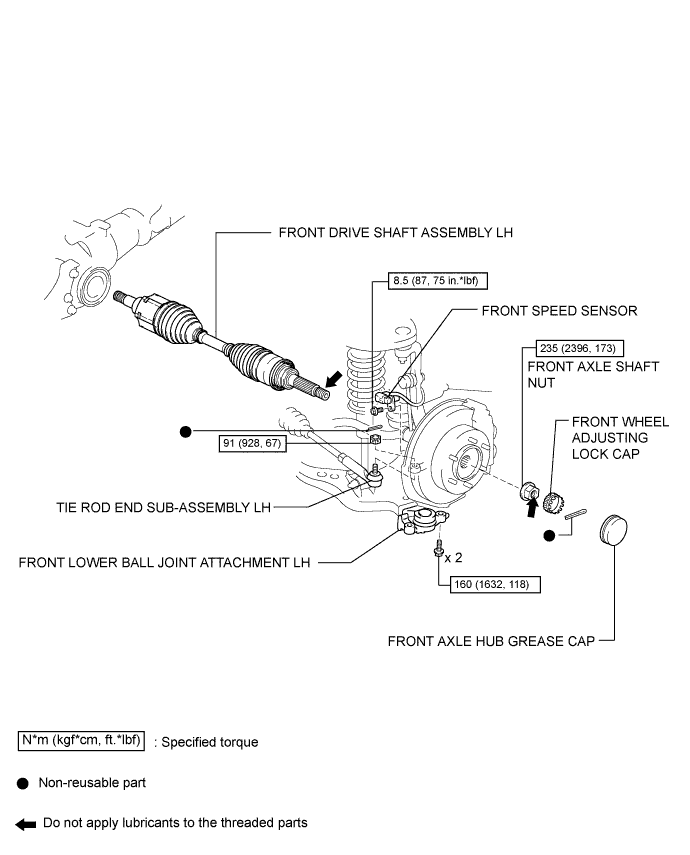 FRONT DRIVE SHAFT ASSEMBLY LH
8.5 (87, 75 in.*lbf)
FRONT SPEED SENSOR
235 (2396, 173)
FRONT AXLE SHAFT
NUT
FRONT WHEEL
ADJUSTING
LOCK CAP
91 (928, 67)
TIE ROD END SUB-ASSEMBLY LH
FRONT LOWER BALL JOINT ATTACHMENT LH
x 2
160 (1632, 118)
FRONT AXLE HUB GREASE CAP
N*m (kgf*cm, ft.*lbf) : Specified torque
Non-reusable part
Do not apply lubricants to the threaded parts